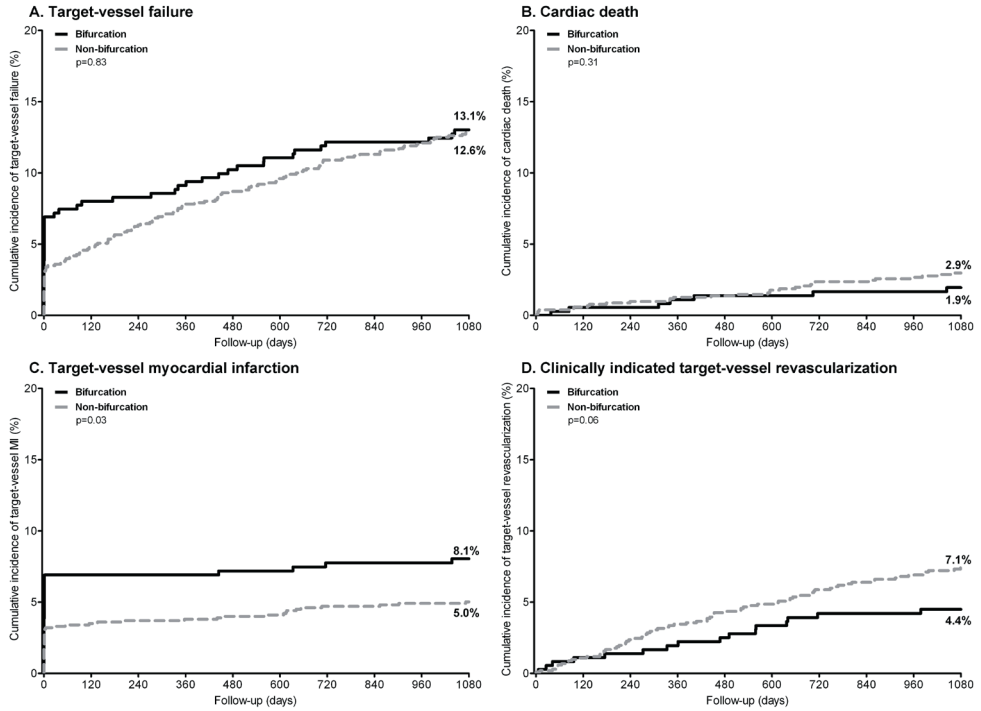 A. Target-vessel failure
Cumulative incidence of target-vessel failure (%)
20
15
10
5
0
Bifurcation
Non-bifurcation
p=0.83
13.1%
12.6%
0 120 240 360 480 600 720 840 960 1080
Follow-up (days)
B. Cardiac death
Cumulative incidence of cardiac death (%)
20
15
10
5
0
Bifurcation
Non-bifurcation
p=0.31
2.9%
1.9%
0 120 240 360 480 600 720 840 960 1080
Follow-up (days)
C. Target-vessel myocardial infarction
Cumulative incidence of target-vessel MI (%)
20
15
10
5
0
Bifurcation
Non-bifurcation
p=0.03
8.1%
5.0%
0 120 240 360 480 600 720 840 960 1080
Follow-up (days)
D. Clinically indicated target-vessel revascularization
Cumulative incidence of target-vessel revascularization (%)
20
15
10
5
0
Bifurcation
Non-bifurcation
p=0.06
7.1%
4.4%
0 120 240 360 480 600 720 840 960 1080
Follow-up (days)